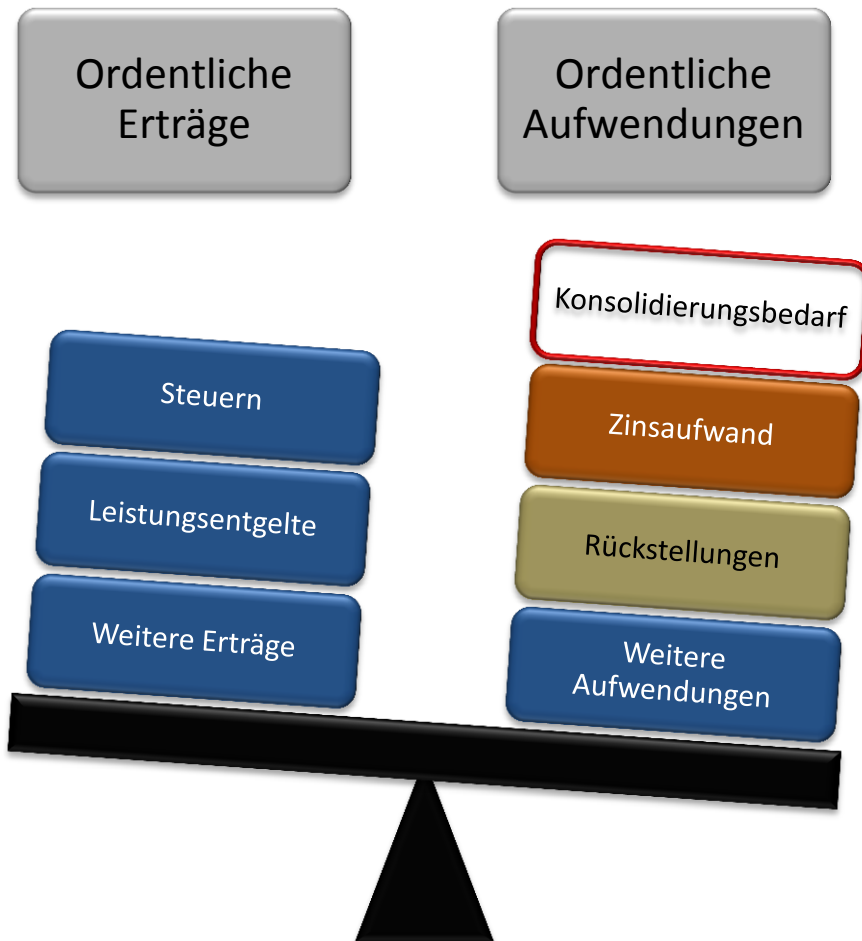 Ordentliche
Erträge
Ordentliche
Aufwendungen
Steuern
Leistungsentgelte
Weitere Erträge
Konsolidierungsbedarf
Zinsaufwand
Rückstellungen
Weitere
Aufwendungen